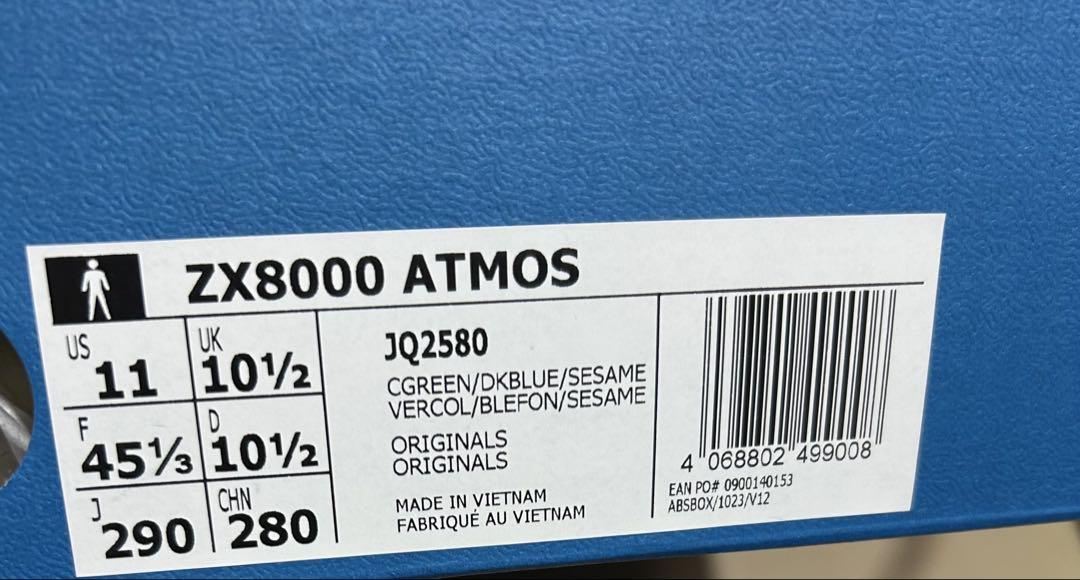 ZX8000 ATMOS
US 11
UK 10½
F 45⅓
D 10½
J 290
CHN 280
JQ2580
CGREEN/DKBLUE/SESAME
VERCOL/BLEFON/SESAME
ORIGINALS
ORIGINALS
MADE IN VIETNAM
FABRIQUÉ AU VIETNAM
4 068802 499008
EAN PO# 0900140153
ABSBOX/1023/V12